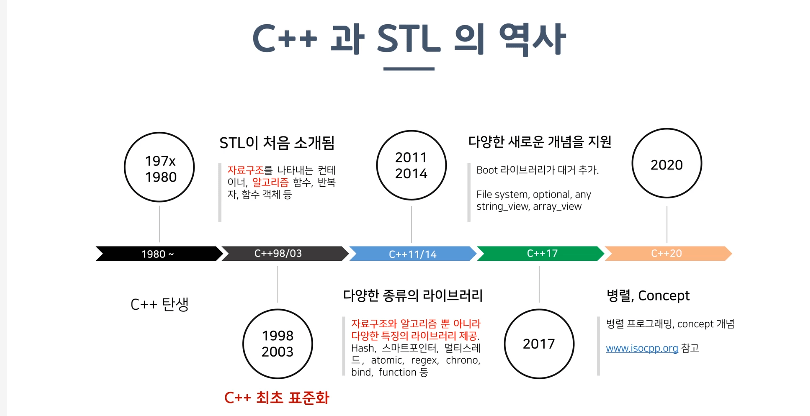 C++ 과 STL 의 역사
197x
1980
STL이 처음 소개됨
자료구조를 나타내는 컨테
이너, 알고리즘 함수, 반복
자, 함수 객체 등
2011
2014
다양한 새로운 개념을 지원
Boot 라이브러리가 대거 추가.
File system, optional, any
string_view, array_view
2020
1980 ~
C++98/03
C++11/14
C++17
C++20
C++ 탄생
1998
2003
C++ 최초 표준화
다양한 종류의 라이브러리
자료구조와 알고리즘 뿐 아니라
다양한 특징의 라이브러리 제공.
Hash, 스마트포인터, 멀티스레
드, atomic, regex, chrono,
bind, function 등
2017
병렬, Concept
병렬 프로그래밍, concept 개념
www.isocpp.org 참고